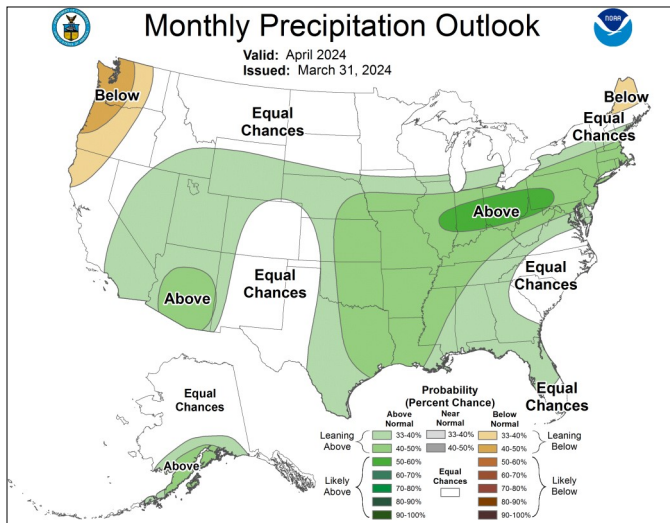 Monthly Precipitation Outlook
Valid: April 2024
Issued: March 31, 2024
NOAA
Below
Equal
Chances
Below
Equal
Chances
Above
Equal
Chances
Above
Equal
Chances
Equal
Chances
Equal
Chances
Above
Probability
(Percent Chance)
Above
Normal
Near
Normal
Below
Normal
Leaning
Above
33-40%
40-50%
33-40%
40-50%
33-40%
40-50%
Leaning
Below
Likely
Above
50-60%
60-70%
70-80%
80-90%
90-100%
Equal
Chances
50-60%
60-70%
70-80%
80-90%
90-100%
Likely
Below